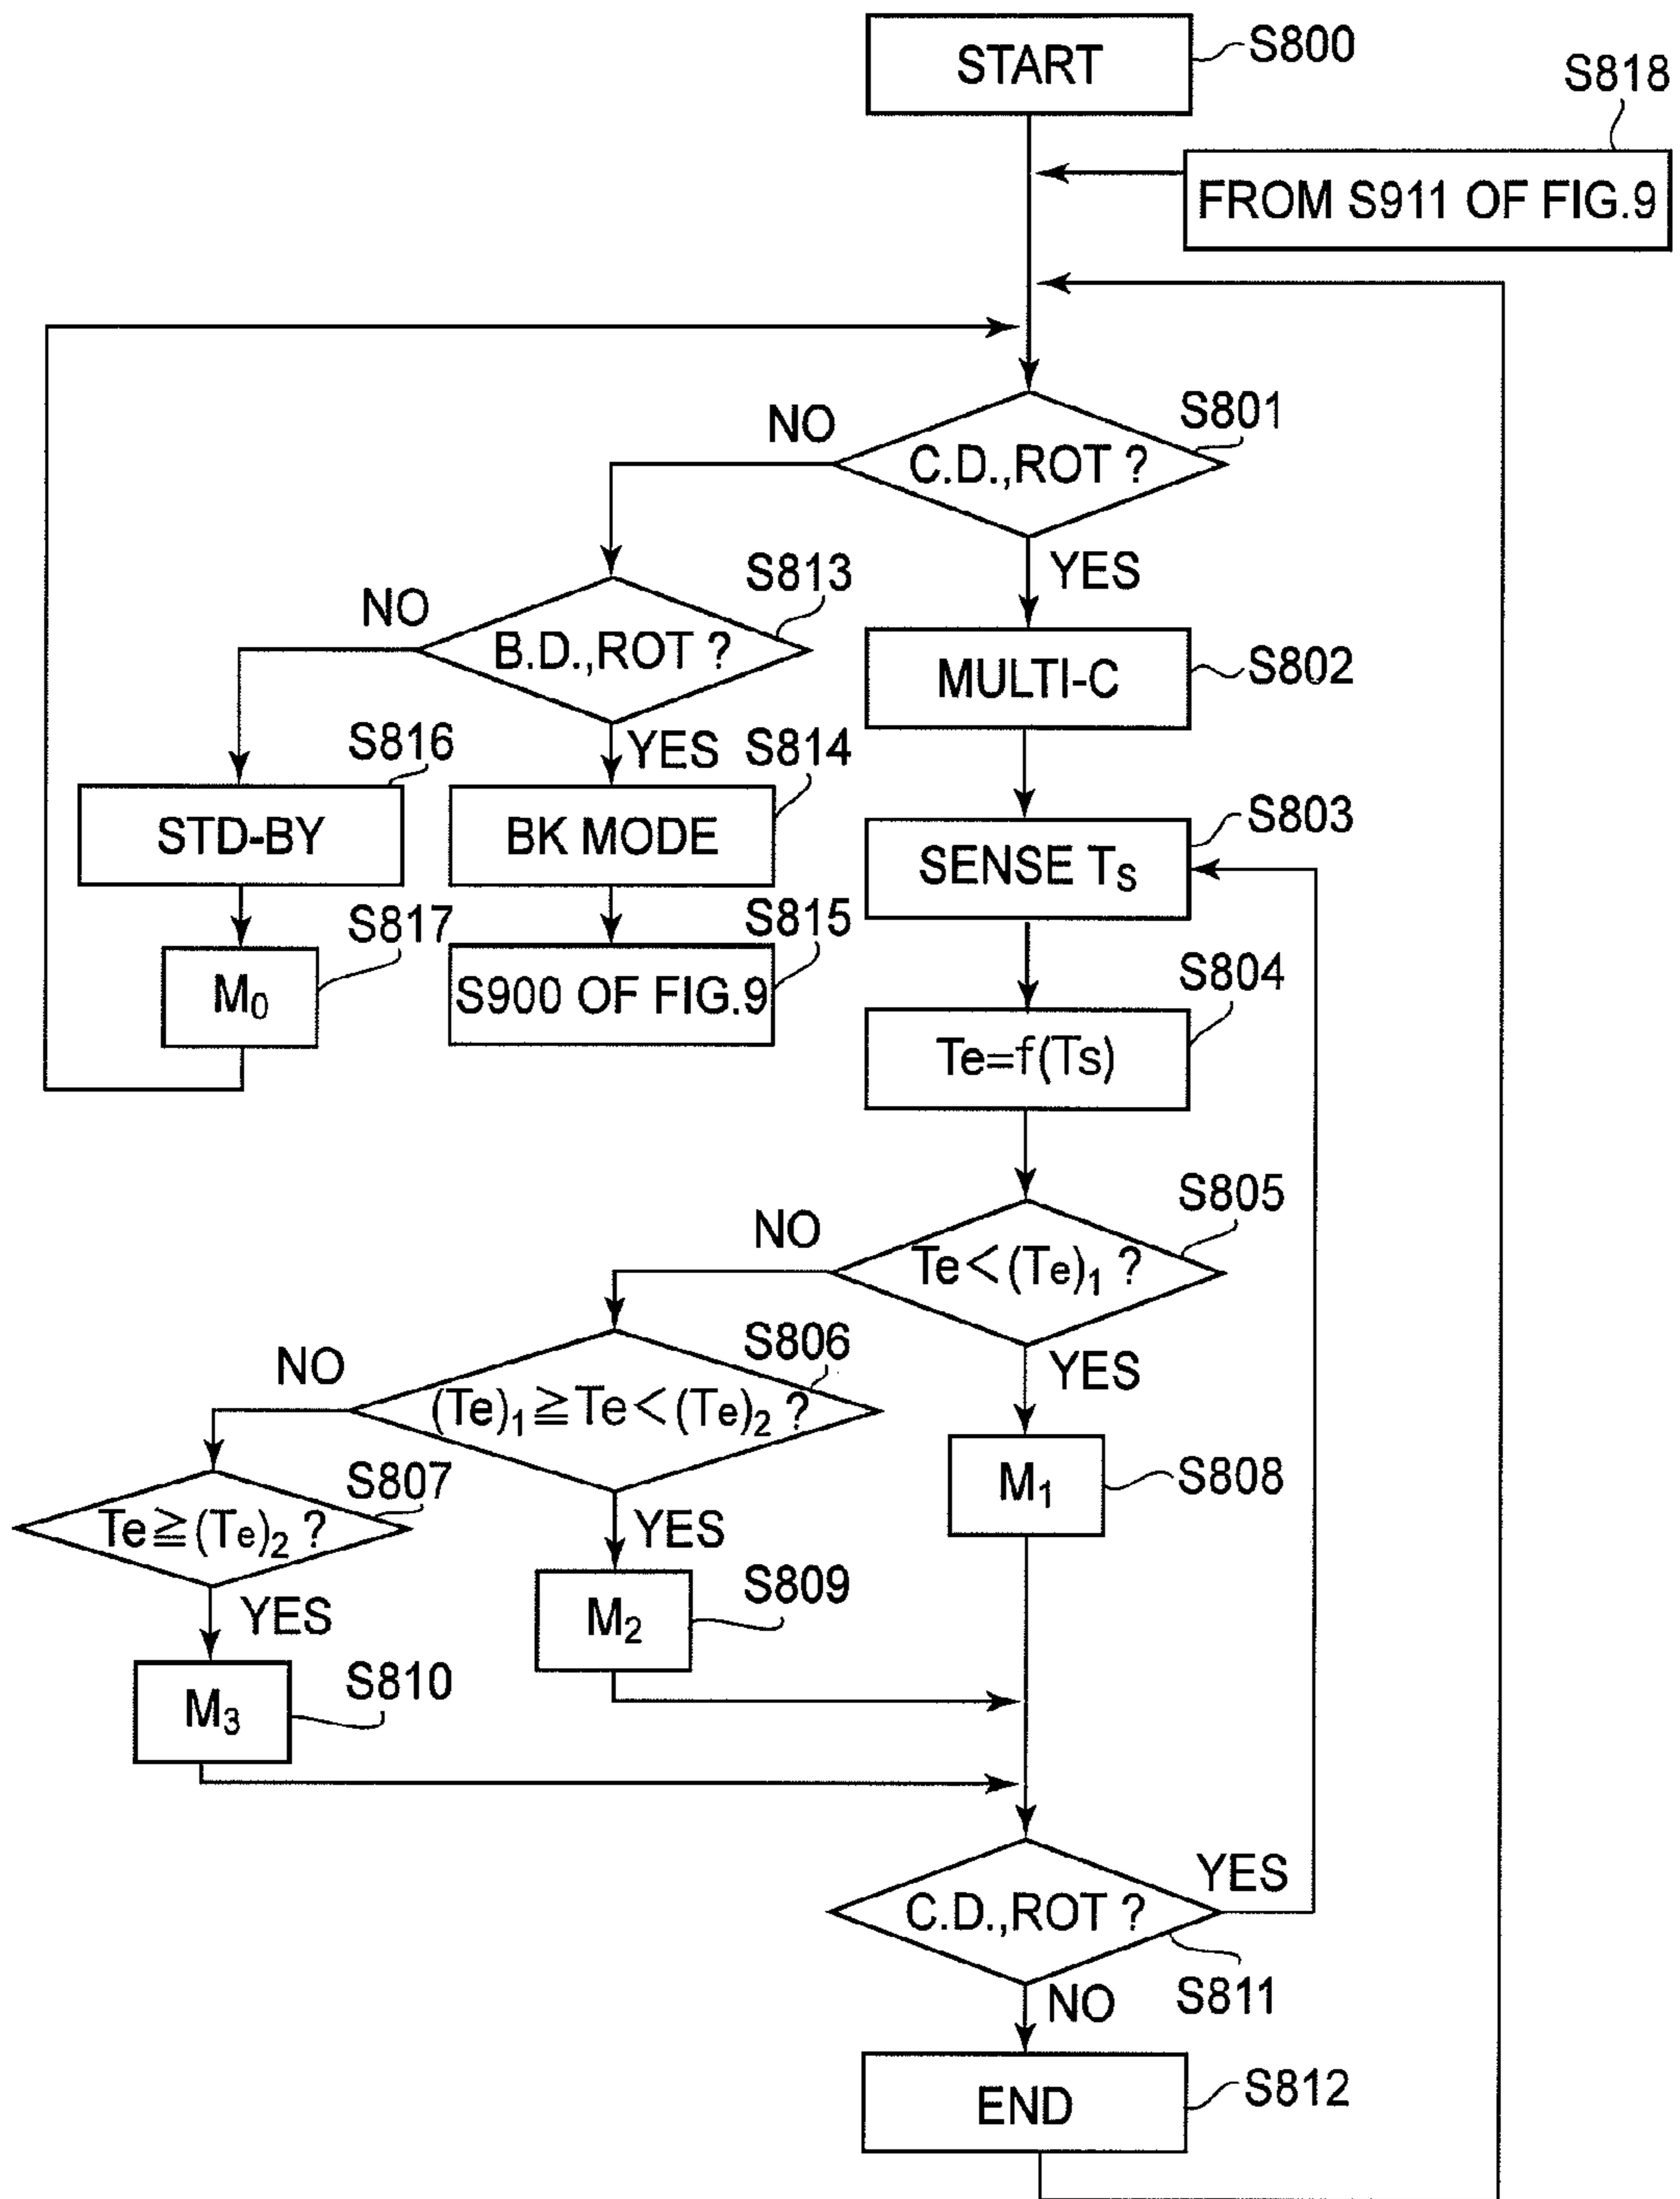 START
S800
S818
FROM S911 OF FIG.9
NO
C.D.,ROT ?
S801
YES
NO
B.D.,ROT ?
S813
MULTI-C
S802
S816
YES
S814
STD-BY
BK MODE
SENSE TS
S803
S817
S815
M0
S900 OF FIG.9
S804
Te=f(Ts)
NO
Te<(Te)1 ?
S805
YES
NO
(Te)1≧Te<(Te)2 ?
S806
M1
S808
Te≧(Te)2 ?
S807
YES
YES
M2
S809
M3
S810
C.D.,ROT ?
YES
S811
NO
END
S812